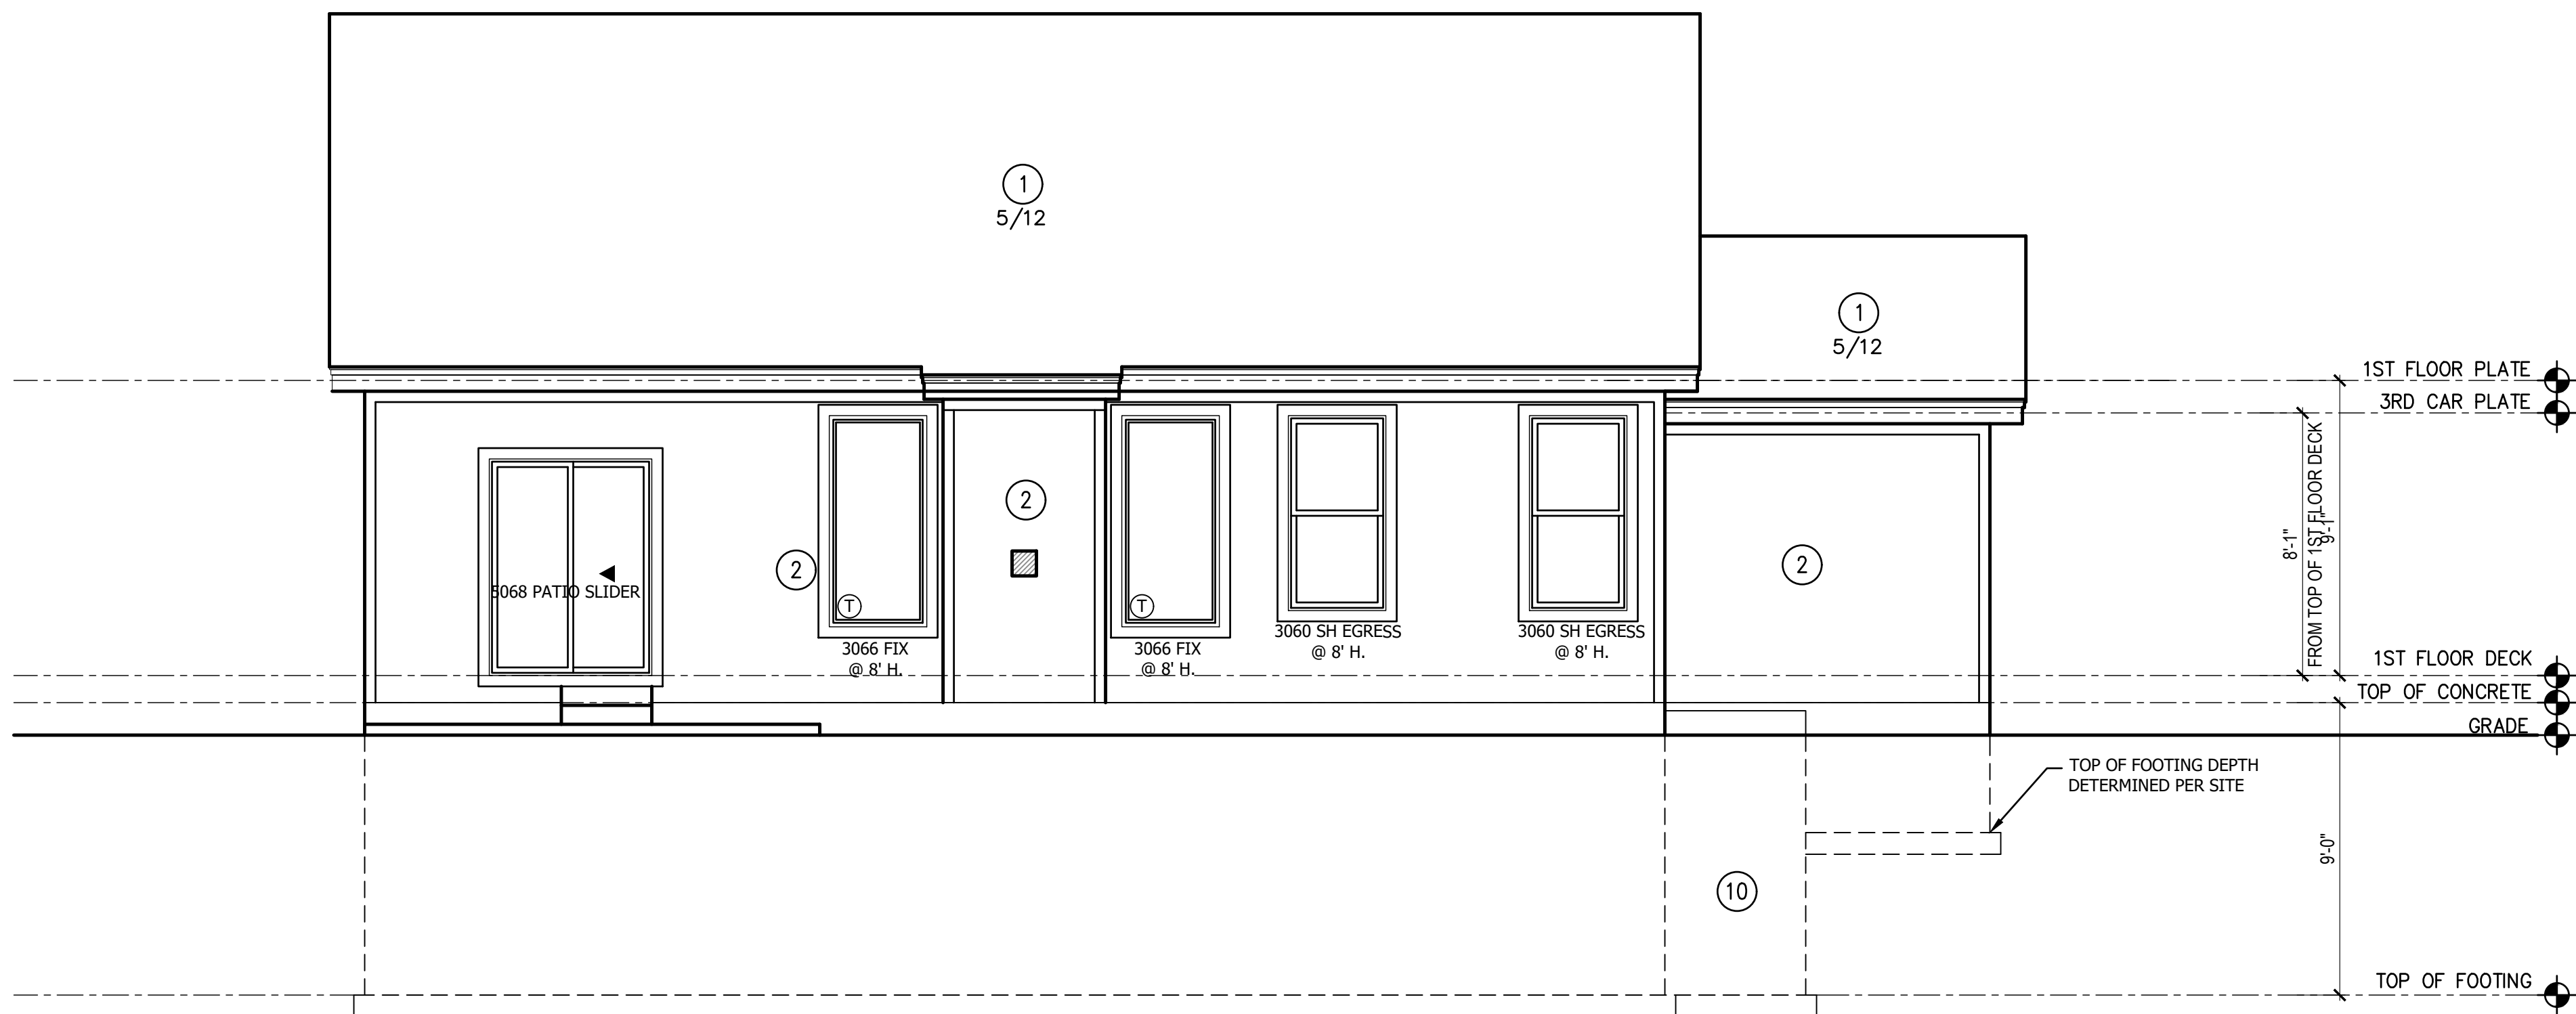 1
5/12
1
5/12
1ST FLOOR PLATE
3RD CAR PLATE
2
2
2
5068 PATIO SLIDER
T
T
3066 FIX
@ 8' H.
3066 FIX
@ 8' H.
3060 SH EGRESS
@ 8' H.
3060 SH EGRESS
@ 8' H.
8'-1"
FROM TOP OF 1ST FLOOR DECK
9'-1"
1ST FLOOR DECK
TOP OF CONCRETE
GRADE
TOP OF FOOTING DEPTH
DETERMINED PER SITE
9'-0"
10
TOP OF FOOTING